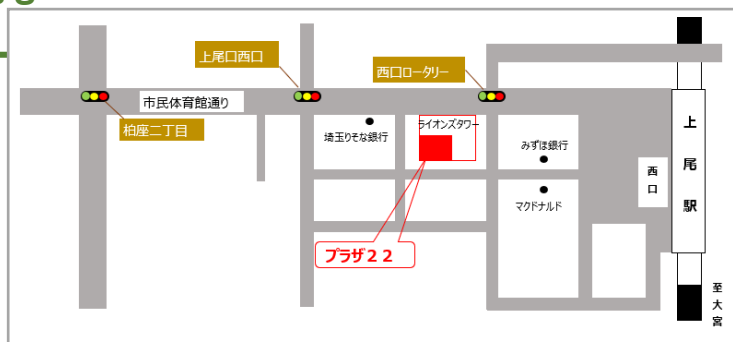 上尾口西口
西口ロータリー
市民体育館通り
柏座二丁目
ライオンズタワー
埼玉りそな銀行
みずほ銀行
マクドナルド
西口
上尾駅
プラザ22
至大宮